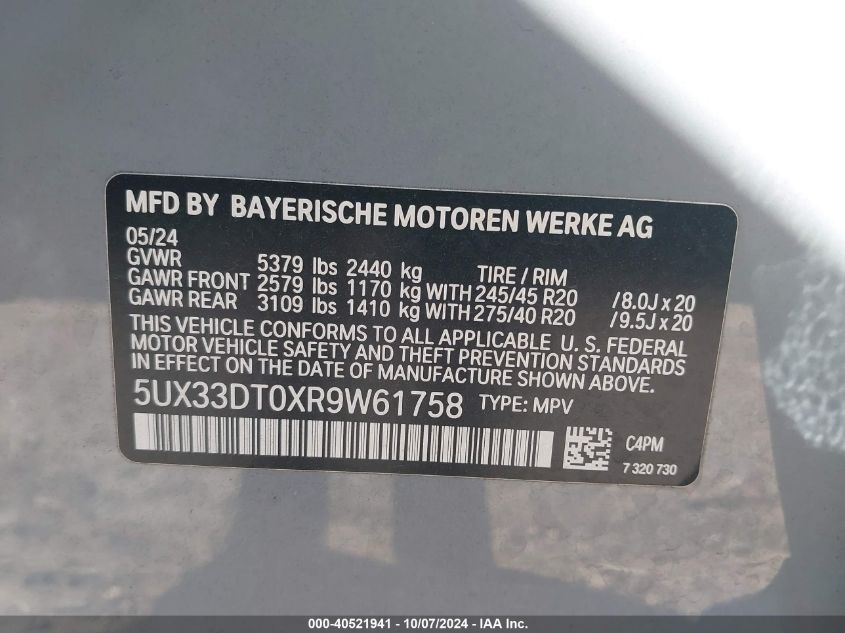 MFD BY BAYERISCHE MOTOREN WERKE AG
05/24
GVWR 5379 lbs 2440 kg TIRE / RIM
GAWR FRONT 2579 lbs 1170 kg WITH 245/45 R20 / 8.0J x 20
GAWR REAR 3109 lbs 1410 kg WITH 275/40 R20 / 9.5J x 20
THIS VEHICLE CONFORMS TO ALL APPLICABLE U. S. FEDERAL
MOTOR VEHICLE SAFETY AND THEFT PREVENTION STANDARDS
IN EFFECT ON THE DATE OF MANUFACTURE SHOWN ABOVE.
5UX33DT0XR9W61758 TYPE: MPV
C4PM
7 320 730
000-40521941 - 10/07/2024 - IAA Inc.